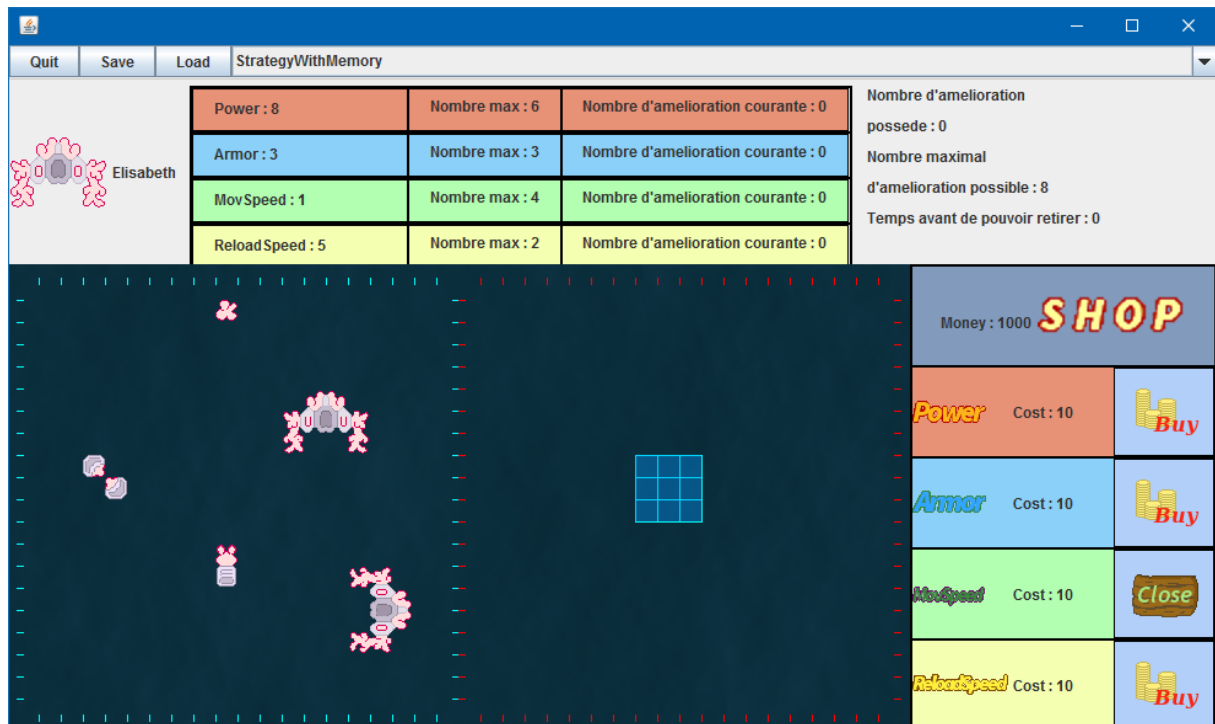 Quit Save Load StrategyWithMemory
Elisabeth
Power : 8 Nombre max : 6 Nombre d'amelioration courante : 0
Armor : 3 Nombre max : 3 Nombre d'amelioration courante : 0
MovSpeed : 1 Nombre max : 4 Nombre d'amelioration courante : 0
ReloadSpeed : 5 Nombre max : 2 Nombre d'amelioration courante : 0
Nombre d'amelioration
possede : 0
Nombre maximal
d'amelioration possible : 8
Temps avant de pouvoir retirer : 0
Money : 1000 SHOP
Power Cost : 10 Buy
Armor Cost : 10 Buy
MovSpeed Cost : 10 Close
ReloadSpeed Cost : 10 Buy